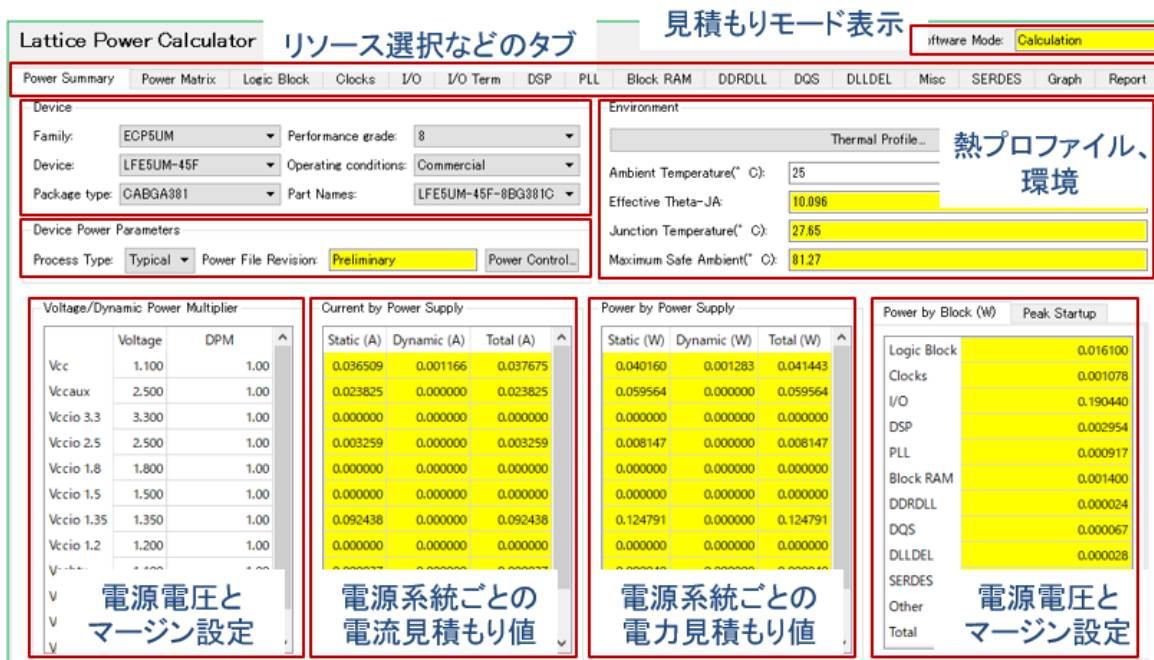 見積もりモード表示
Lattice Power Calculator
リソース選択などのタブ
oftware Mode: Calculation
Power Summary Power Matrix Logic Block Clocks I/O I/O Term DSP PLL Block RAM DDRDLL DQS DLLDEL Misc SERDES Graph Report
Device
Family: ECP5UM Performance grade: 8
Device: LFE5UM-45F Operating conditions: Commercial
Package type: CABGA381 Part Names: LFE5UM-45F-8BG381C
Device Power Parameters
Process Type: Typical Power File Revision: Preliminary Power Control...
Environment
Thermal Profile...
熱プロファイル、
環境
Ambient Temperature(° C): 25
Effective Theta-JA: 10.096
Junction Temperature(° C): 27.65
Maximum Safe Ambient(° C): 81.27
Voltage/Dynamic Power Multiplier
Voltage DPM
Vcc 1.100 1.00
Vccaux 2.500 1.00
Vccio 3.3 3.300 1.00
Vccio 2.5 2.500 1.00
Vccio 1.8 1.800 1.00
Vccio 1.5 1.500 1.00
Vccio 1.35 1.350 1.00
Vccio 1.2 1.200 1.00
電源電圧と
マージン設定
Current by Power Supply
Static (A) Dynamic (A) Total (A)
0.036509 0.001166 0.037675
0.023825 0.000000 0.023825
0.000000 0.000000 0.000000
0.003259 0.000000 0.003259
0.000000 0.000000 0.000000
0.000000 0.000000 0.000000
0.092438 0.000000 0.092438
0.000000 0.000000 0.000000
電源系統ごとの
電流見積もり値
Power by Power Supply
Static (W) Dynamic (W) Total (W)
0.040160 0.001283 0.041443
0.059564 0.000000 0.059564
0.000000 0.000000 0.000000
0.008147 0.000000 0.008147
0.000000 0.000000 0.000000
0.000000 0.000000 0.000000
0.124791 0.000000 0.124791
0.000000 0.000000 0.000000
電源系統ごとの
電力見積もり値
Power by Block (W) Peak Startup
Logic Block 0.016100
Clocks 0.001078
I/O 0.190440
DSP 0.002954
PLL 0.000917
Block RAM 0.001400
DDRDLL 0.000024
DQS 0.000067
DLLDEL 0.000028
SERDES
Other
Total
電源電圧と
マージン設定